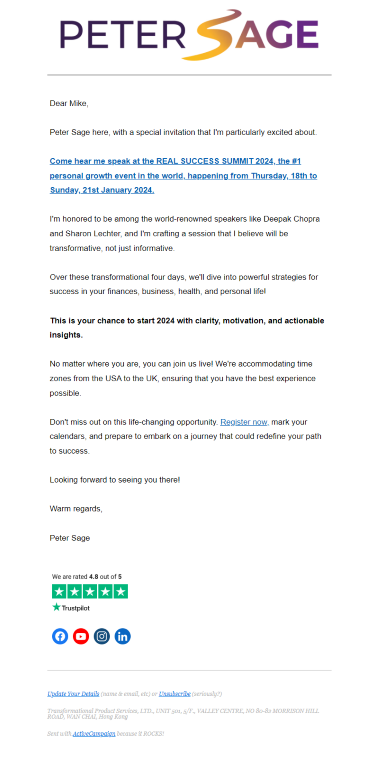 PETER SAGE
Dear Mike,
Peter Sage here, with a special invitation that I'm particularly excited about.
Come hear me speak at the REAL SUCCESS SUMMIT 2024, the #1
personal growth event in the world, happening from Thursday, 18th to
Sunday, 21st January 2024.
I'm honored to be among the world-renowned speakers like Deepak Chopra
and Sharon Lechter, and I'm crafting a session that I believe will be
transformative, not just informative.
Over these transformational four days, we'll dive into powerful strategies for
success in your finances, business, health, and personal life!
This is your chance to start 2024 with clarity, motivation, and actionable
insights.
No matter where you are, you can join us live! We're accommodating time
zones from the USA to the UK, ensuring that you have the best experience
possible.
Don't miss out on this life-changing opportunity. Register now, mark your
calendars, and prepare to embark on a journey that could redefine your path
to success.
Looking forward to seeing you there!
Warm regards,
Peter Sage
We are rated 4.8 out of 5
Trustpilot
Update Your Details (name & email, etc) or Unsubscribe (seriously?)
Transformational Product Services, LTD., UNIT 501, 5/F., VALLEY CENTRE, NO 80-82 MORRISON HILL
ROAD, WAN CHAI, Hong Kong
Sent with ActiveCampaign because it ROCKS!